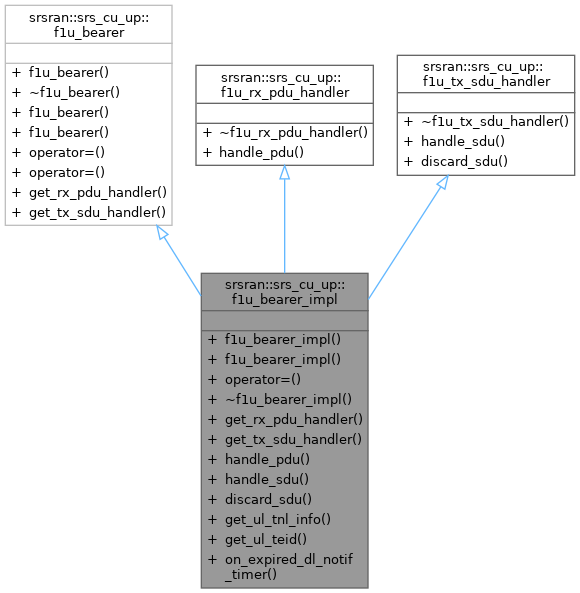 srsran::srs_cu_up::
f1u_bearer
+ f1u_bearer()
+ ~f1u_bearer()
+ f1u_bearer()
+ f1u_bearer()
+ operator=()
+ operator=()
+ get_rx_pdu_handler()
+ get_tx_sdu_handler()
srsran::srs_cu_up::
f1u_rx_pdu_handler
+ ~f1u_rx_pdu_handler()
+ handle_pdu()
srsran::srs_cu_up::
f1u_tx_sdu_handler
+ ~f1u_tx_sdu_handler()
+ handle_sdu()
+ discard_sdu()
srsran::srs_cu_up::
f1u_bearer_impl
+ f1u_bearer_impl()
+ f1u_bearer_impl()
+ operator=()
+ ~f1u_bearer_impl()
+ get_rx_pdu_handler()
+ get_tx_sdu_handler()
+ handle_pdu()
+ handle_sdu()
+ discard_sdu()
+ get_ul_tnl_info()
+ get_ul_teid()
+ on_expired_dl_notif
_timer()